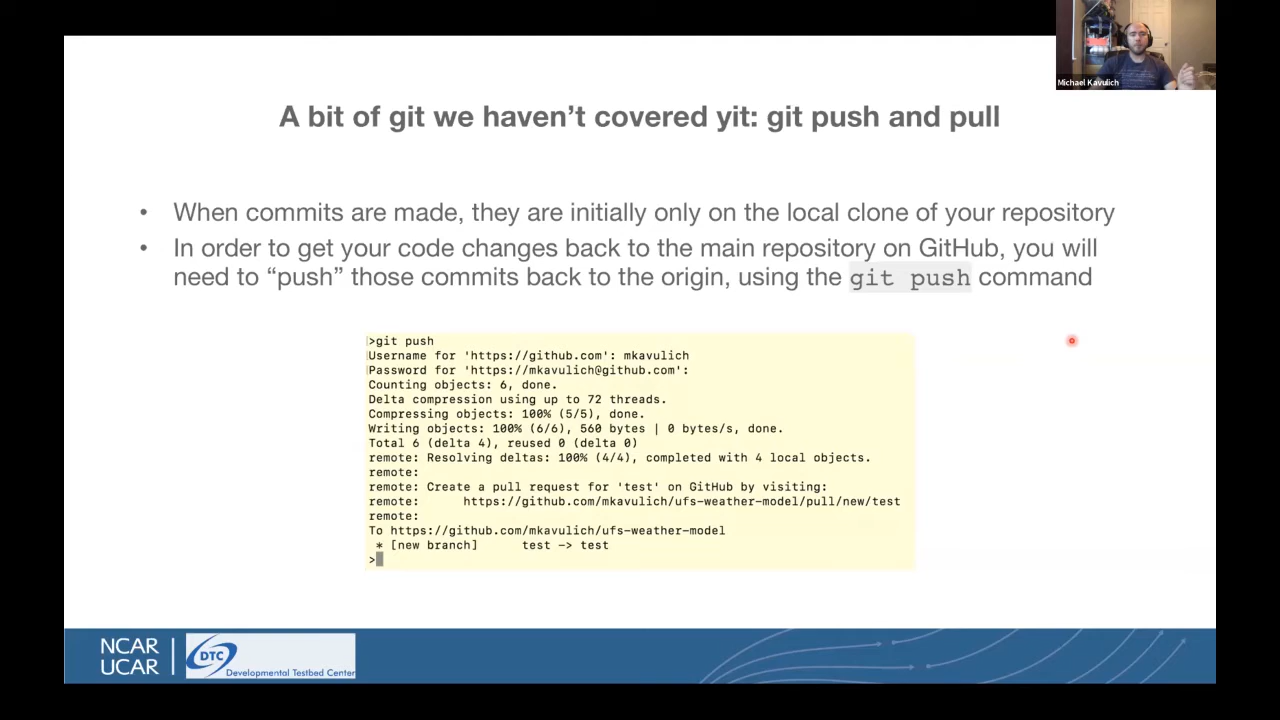 Michael Kavulich
A bit of git we haven't covered yit: git push and pull
• When commits are made, they are initially only on the local clone of your repository
• In order to get your code changes back to the main repository on GitHub, you will
need to “push” those commits back to the origin, using the git push command
>git push
Username for 'https://github.com': mkavulich
Password for 'https://mkavulich@github.com':
Counting objects: 6, done.
Delta compression using up to 72 threads.
Compressing objects: 100% (5/5), done.
Writing objects: 100% (6/6), 560 bytes | 0 bytes/s, done.
Total 6 (delta 4), reused 0 (delta 0)
remote: Resolving deltas: 100% (4/4), completed with 4 local objects.
remote:
remote: Create a pull request for 'test' on GitHub by visiting:
remote:      https://github.com/mkavulich/ufs-weather-model/pull/new/test
remote:
To https://github.com/mkavulich/ufs-weather-model
 * [new branch]      test -> test
>
NCAR
UCAR
DTC
Developmental Testbed Center